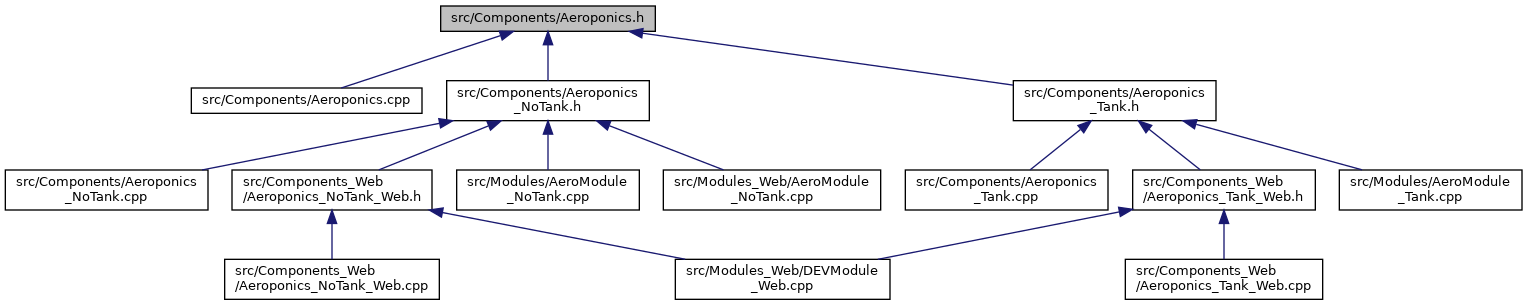 src/Components/Aeroponics.h
src/Components/Aeroponics.cpp
src/Components/Aeroponics
_NoTank.h
src/Components/Aeroponics
_Tank.h
src/Components/Aeroponics
_NoTank.cpp
src/Components_Web
/Aeroponics_NoTank_Web.h
src/Modules/AeroModule
_NoTank.cpp
src/Modules_Web/AeroModule
_NoTank.cpp
src/Components/Aeroponics
_Tank.cpp
src/Components_Web
/Aeroponics_Tank_Web.h
src/Modules/AeroModule
_Tank.cpp
src/Components_Web
/Aeroponics_NoTank_Web.cpp
src/Modules_Web/DEVModule
_Web.cpp
src/Components_Web
/Aeroponics_Tank_Web.cpp